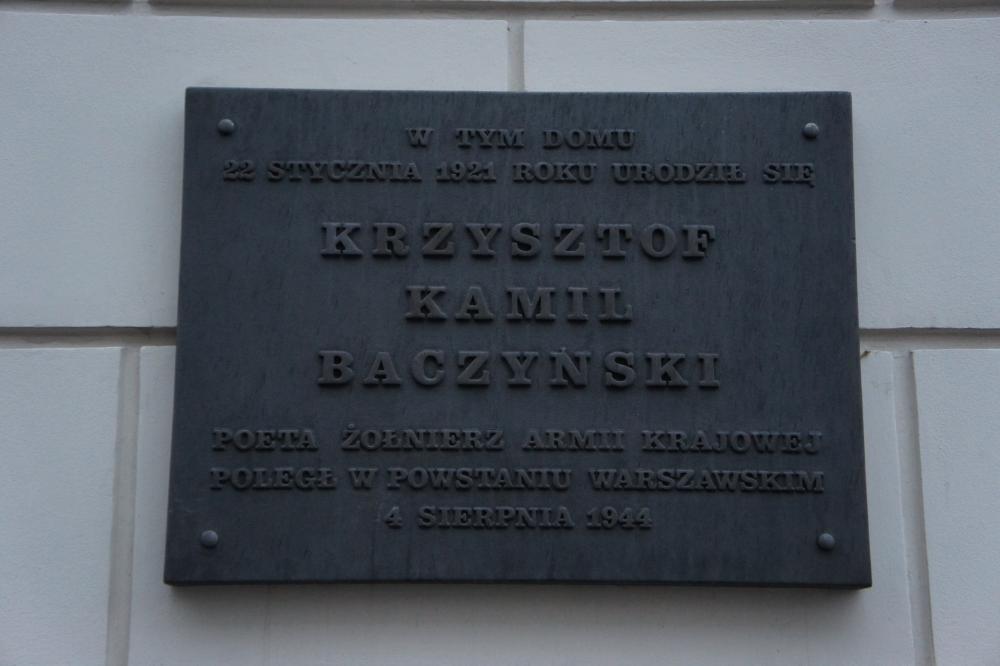 W TYM DOMU
22 STYCZNIA 1921 ROKU URODZIŁ SIĘ
KRZYSZTOF
KAMIL
BACZYŃSKI
POETA ŻOŁNIERZ ARMII KRAJOWEJ
POLEGŁ W POWSTANIU WARSZAWSKIM
4 SIERPNIA 1944